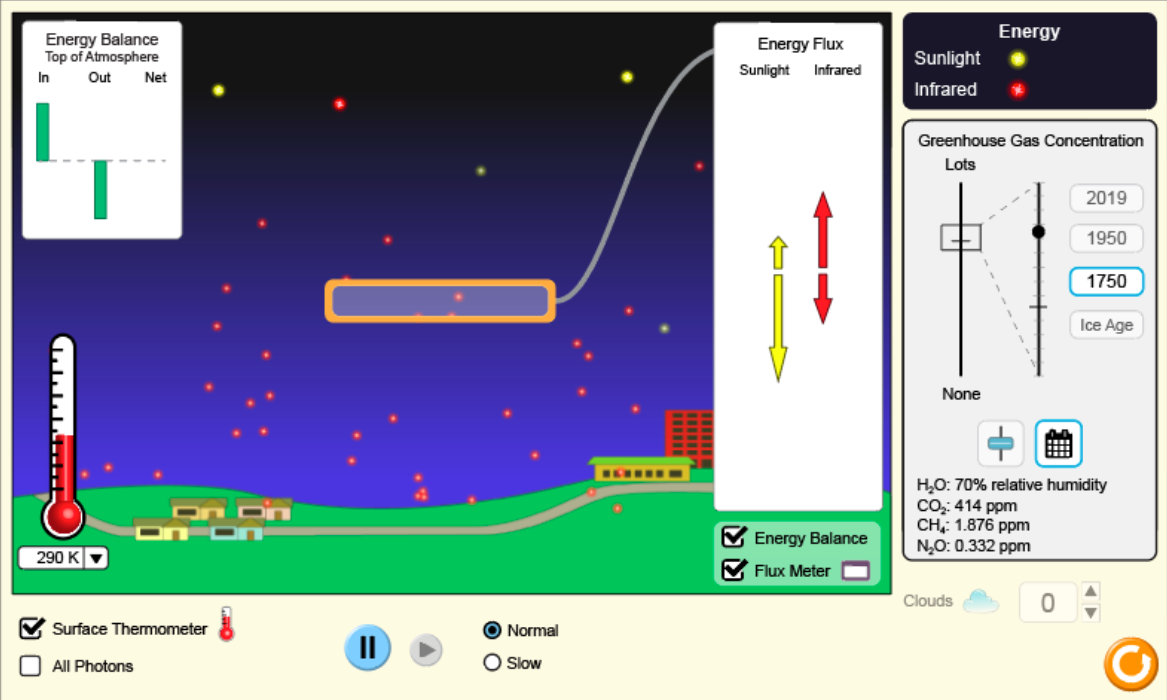 Energy Balance
Top of Atmosphere
In Out Net
Energy Flux
Sunlight Infrared
Energy
Sunlight
Infrared
Greenhouse Gas Concentration
Lots
2019
1950
1750
Ice Age
None
H₂O: 70% relative humidity
CO₂: 414 ppm
CH₄: 1.876 ppm
N₂O: 0.332 ppm
290 K
Energy Balance
Flux Meter
Clouds 0
Surface Thermometer
All Photons
Normal
Slow